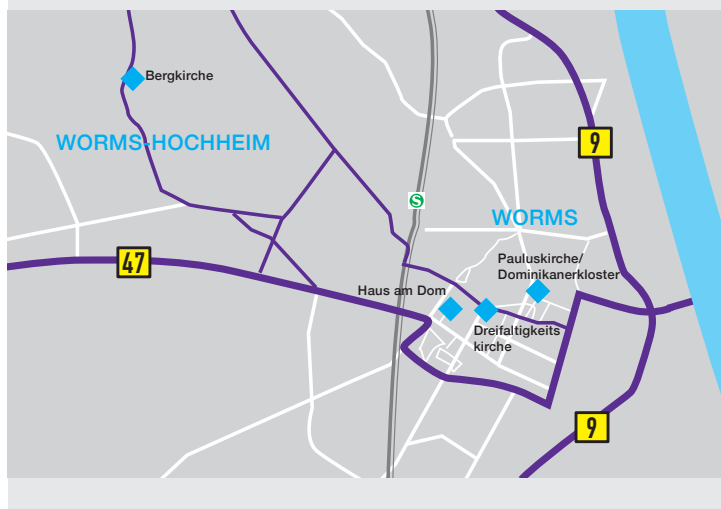 Bergkirche
WORMS-HOCHHEIM
9
S
WORMS
47
Pauluskirche/
Dominikanerkloster
Haus am Dom
Dreifaltigkeits
kirche
9